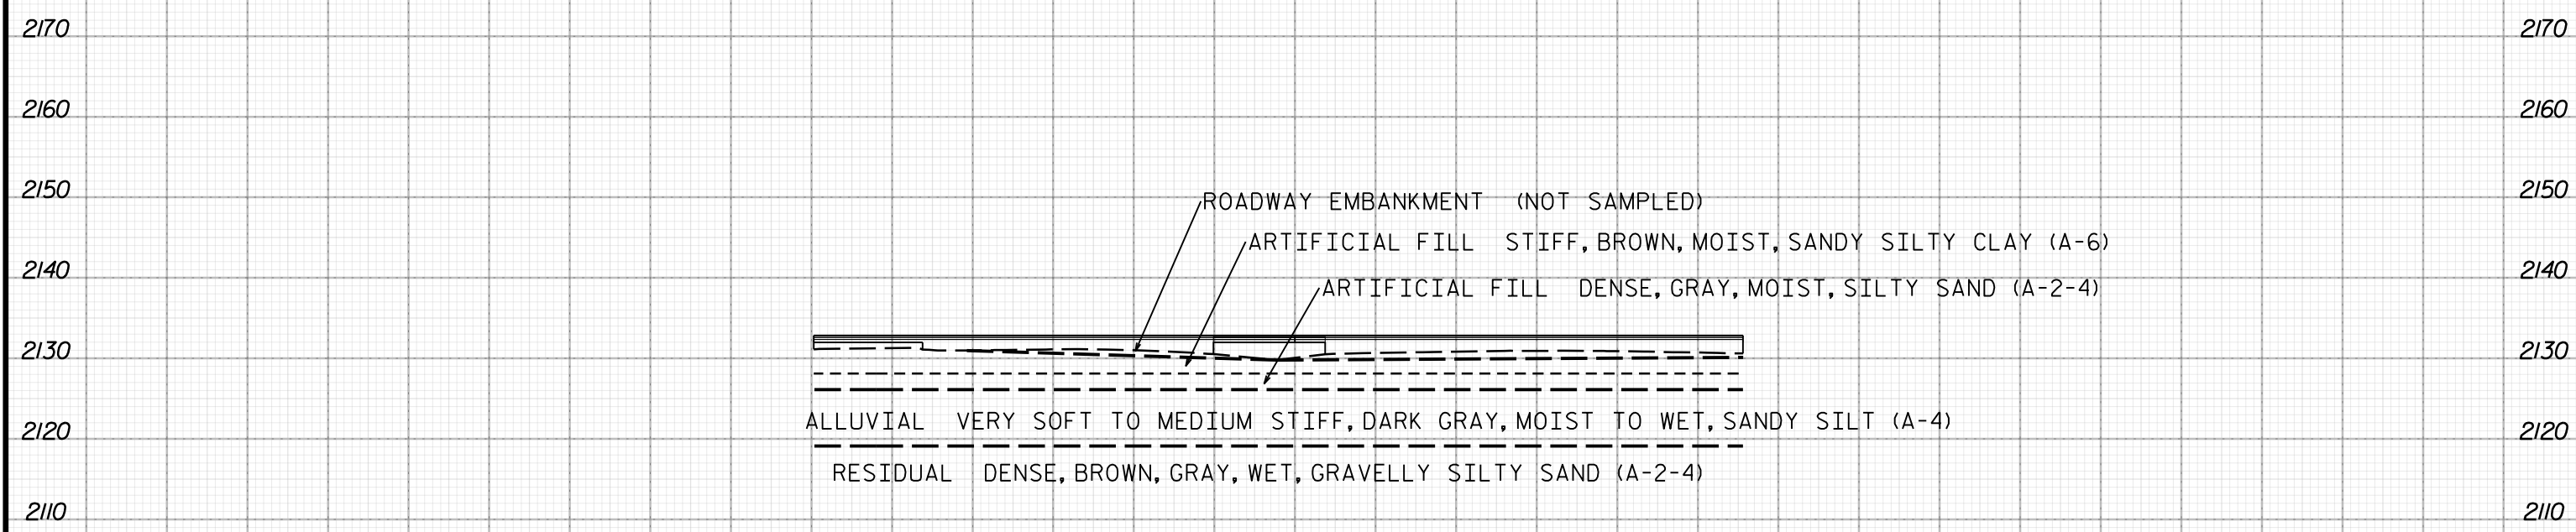 2170 2170
2160 2160
2150 2150
ROADWAY EMBANKMENT (NOT SAMPLED)
ARTIFICIAL FILL STIFF, BROWN, MOIST, SANDY SILTY CLAY (A-6)
2140 2140
ARTIFICIAL FILL DENSE, GRAY, MOIST, SILTY SAND (A-2-4)
2130 2130
ALLUVIAL VERY SOFT TO MEDIUM STIFF, DARK GRAY, MOIST TO WET, SANDY SILT (A-4)
2120 2120
RESIDUAL DENSE, BROWN, GRAY, WET, GRAVELLY SILTY SAND (A-2-4)
2110 2110